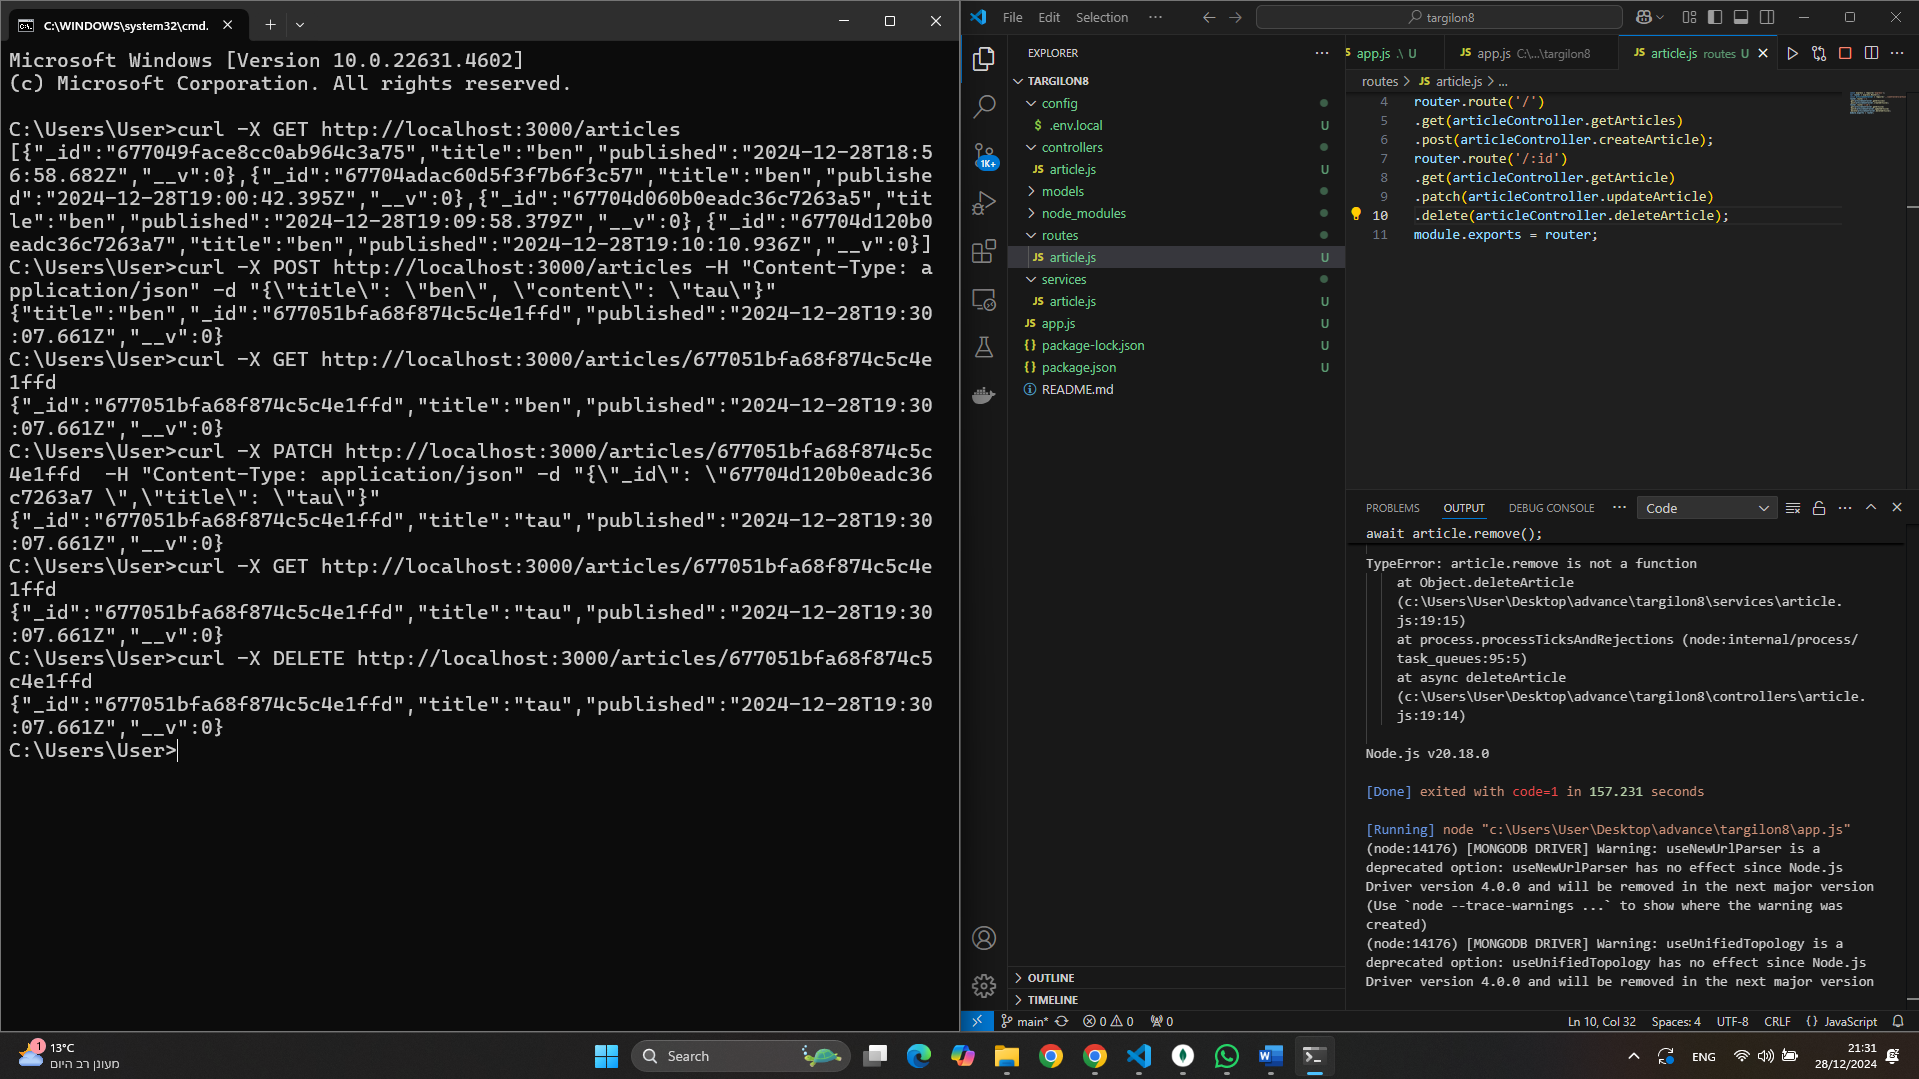 C:\WINDOWS\system32\cmd.
Microsoft Windows [Version 10.0.22631.4602]
(c) Microsoft Corporation. All rights reserved.
C:\Users\User>curl -X GET http://localhost:3000/articles
[{"_id":"677049face8cc0ab964c3a75","title":"ben","published":"2024-12-28T18:5
6:58.682Z","__v":0},{"_id":"67704adac60d5f3f7b6f3c57","title":"ben","publishe
d":"2024-12-28T19:00:42.395Z","__v":0},{"_id":"67704d060b0eadc36c7263a5","tit
le":"ben","published":"2024-12-28T19:09:58.379Z","__v":0},{"_id":"67704d120b0
eadc36c7263a7","title":"ben","published":"2024-12-28T19:10:10.936Z","__v":0}]
C:\Users\User>curl -X POST http://localhost:3000/articles -H "Content-Type: a
pplication/json" -d "{\"title\": \"ben\", \"content\": \"tau\"}"
{"title":"ben","_id":"677051bfa68f874c5c4e1ffd","published":"2024-12-28T19:30
:07.661Z","__v":0}
C:\Users\User>curl -X GET http://localhost:3000/articles/677051bfa68f874c5c4e
1ffd
{"_id":"677051bfa68f874c5c4e1ffd","title":"ben","published":"2024-12-28T19:30
:07.661Z","__v":0}
C:\Users\User>curl -X PATCH http://localhost:3000/articles/677051bfa68f874c5c
4e1ffd  -H "Content-Type: application/json" -d "{\"_id\": \"67704d120b0eadc36
c7263a7 \",\"title\": \"tau\"}"
{"_id":"677051bfa68f874c5c4e1ffd","title":"tau","published":"2024-12-28T19:30
:07.661Z","__v":0}
C:\Users\User>curl -X GET http://localhost:3000/articles/677051bfa68f874c5c4e
1ffd
{"_id":"677051bfa68f874c5c4e1ffd","title":"tau","published":"2024-12-28T19:30
:07.661Z","__v":0}
C:\Users\User>curl -X DELETE http://localhost:3000/articles/677051bfa68f874c5
c4e1ffd
{"_id":"677051bfa68f874c5c4e1ffd","title":"tau","published":"2024-12-28T19:30
:07.661Z","__v":0}
C:\Users\User>
File Edit Selection ··· targilon8
EXPLORER ···
TARGILON8
config
$ .env.local U
controllers
JS article.js U
models
node_modules
routes
JS article.js U
services
JS article.js U
JS app.js U
{} package-lock.json U
{} package.json U
README.md
1K+
OUTLINE
TIMELINE
JS app.js .\ U
JS app.js C:\...\targilon8
JS article.js routes U
routes > JS article.js > ...
4 router.route('/')
5 .get(articleController.getArticles)
6 .post(articleController.createArticle);
7 router.route('/:id')
8 .get(articleController.getArticle)
9 .patch(articleController.updateArticle)
10 .delete(articleController.deleteArticle);
11 module.exports = router;
PROBLEMS OUTPUT DEBUG CONSOLE ··· Code
await article.remove();
TypeError: article.remove is not a function
at Object.deleteArticle
(c:\Users\User\Desktop\advance\targilon8\services\article.
js:19:15)
at process.processTicksAndRejections (node:internal/process/
task_queues:95:5)
at async deleteArticle
(c:\Users\User\Desktop\advance\targilon8\controllers\article.
js:19:14)
Node.js v20.18.0
[Done] exited with code=1 in 157.231 seconds
[Running] node "c:\Users\User\Desktop\advance\targilon8\app.js"
(node:14176) [MONGODB DRIVER] Warning: useNewUrlParser is a
deprecated option: useNewUrlParser has no effect since Node.js
Driver version 4.0.0 and will be removed in the next major version
(Use `node --trace-warnings ...` to show where the warning was
created)
(node:14176) [MONGODB DRIVER] Warning: useUnifiedTopology is a
deprecated option: useUnifiedTopology has no effect since Node.js
Driver version 4.0.0 and will be removed in the next major version
main* 0 0 0 Ln 10, Col 32 Spaces: 4 UTF-8 CRLF {} JavaScript
1
13°C
מעונן רב היום
Search
ENG
21:31
28/12/2024